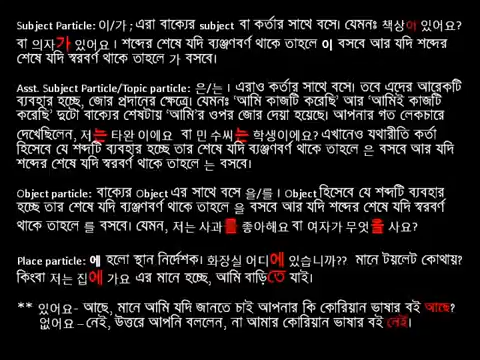 Subject Particle: 이/가 ; এরা বাক্যের subject বা কর্তার সাথে বসে। যেমনঃ 책상이 있어요?
বা 의자가 있어요। শব্দের শেষে যদি ব্যঞ্জনবর্ণ থাকে তাহলে 이 বসবে আর যদি শব্দের
শেষে যদি স্বরবর্ণ থাকে তাহলে 가 বসবে।
Asst. Subject Particle/Topic particle: 은/는 । এরাও কর্তার সাথে বসে। তবে এদের আরেকটি
ব্যবহার হচ্ছে, জোর প্রদানের ক্ষেত্রে। যেমনঃ 'আমি কাজটি করেছি' আর 'আমিই কাজটি
করেছি' দুটো বাক্যের শেষটায় 'আমি'র ওপর জোর দেয়া হয়েছে। আপনার গত লেকচারে
দেখেছিলেন, 저는 타완 이에요 বা 민 수씨는 학생이에요? এখানেও যথারীতি কর্তা
হিসেবে যে শব্দটি ব্যবহার হচ্ছে তার শেষে যদি ব্যঞ্জনবর্ণ থাকে তাহলে 은 বসবে আর যদি
শব্দের শেষে যদি স্বরবর্ণ থাকে তাহলে 는 বসবে।
Object particle: বাক্যের Object এর সাথে বসে 을/를 । Object হিসেবে যে শব্দটি ব্যবহার
হচ্ছে তার শেষে যদি ব্যঞ্জনবর্ণ থাকে তাহলে 을 বসবে আর যদি শব্দের শেষে যদি স্বরবর্ণ
থাকে তাহলে 를 বসবে। যেমন, 저는 사과를 좋아해요 বা 여자가 무엇을 사요?
Place particle: 에 হলো স্থান নির্দেশক। 화장실 어디에 있습니까?? মানে টয়লেট কোথায়?
কিংবা 저는 집에 가요 এর মানে হচ্ছে, আমি বাড়িতে যাই।
** 있어요- আছে, মানে আমি যদি জানতে চাই আপনার কি কোরিয়ান ভাষার বই আছে?
없어요 – নেই, উত্তরে আপনি বললেন, না আমার কোরিয়ান ভাষার বই নেই।